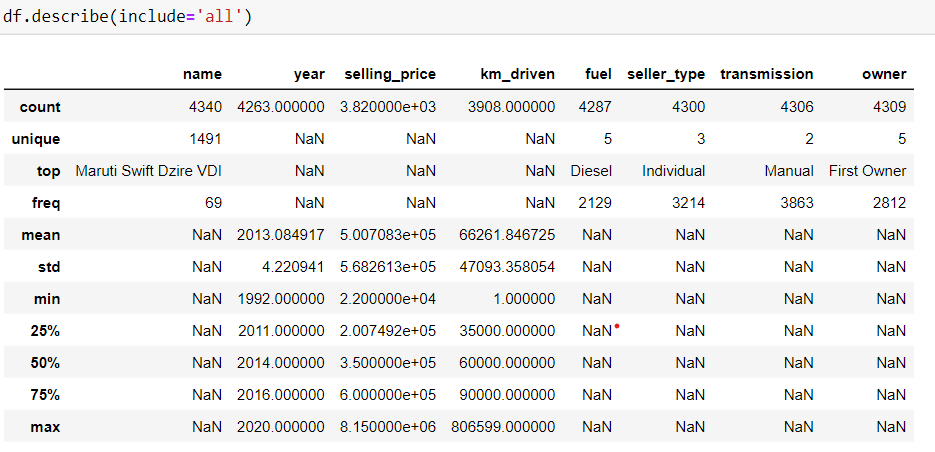 df.describe(include='all')
name year selling_price km_driven fuel seller_type transmission owner
count 4340 4263.000000 3.820000e+03 3908.000000 4287 4300 4306 4309
unique 1491 NaN NaN NaN 5 3 2 5
top Maruti Swift Dzire VDI NaN NaN NaN Diesel Individual Manual First Owner
freq 69 NaN NaN NaN 2129 3214 3863 2812
mean NaN 2013.084917 5.007083e+05 66261.846725 NaN NaN NaN NaN
std NaN 4.220941 5.682613e+05 47093.358054 NaN NaN NaN NaN
min NaN 1992.000000 2.200000e+04 1.000000 NaN NaN NaN NaN
25% NaN 2011.000000 2.007492e+05 35000.000000 NaN NaN NaN NaN
50% NaN 2014.000000 3.500000e+05 60000.000000 NaN NaN NaN NaN
75% NaN 2016.000000 6.000000e+05 90000.000000 NaN NaN NaN NaN
max NaN 2020.000000 8.150000e+06 806599.000000 NaN NaN NaN NaN